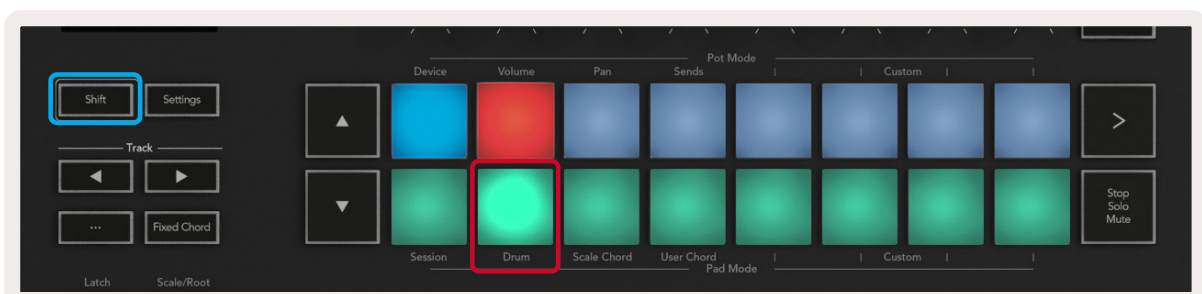 Pot Mode
Device Volume Pan Sends Custom
Shift Settings
>
Track
Stop
Solo
Mute
... Fixed Chord
Session Drum Scale Chord User Chord Custom
Pad Mode
Latch Scale/Root